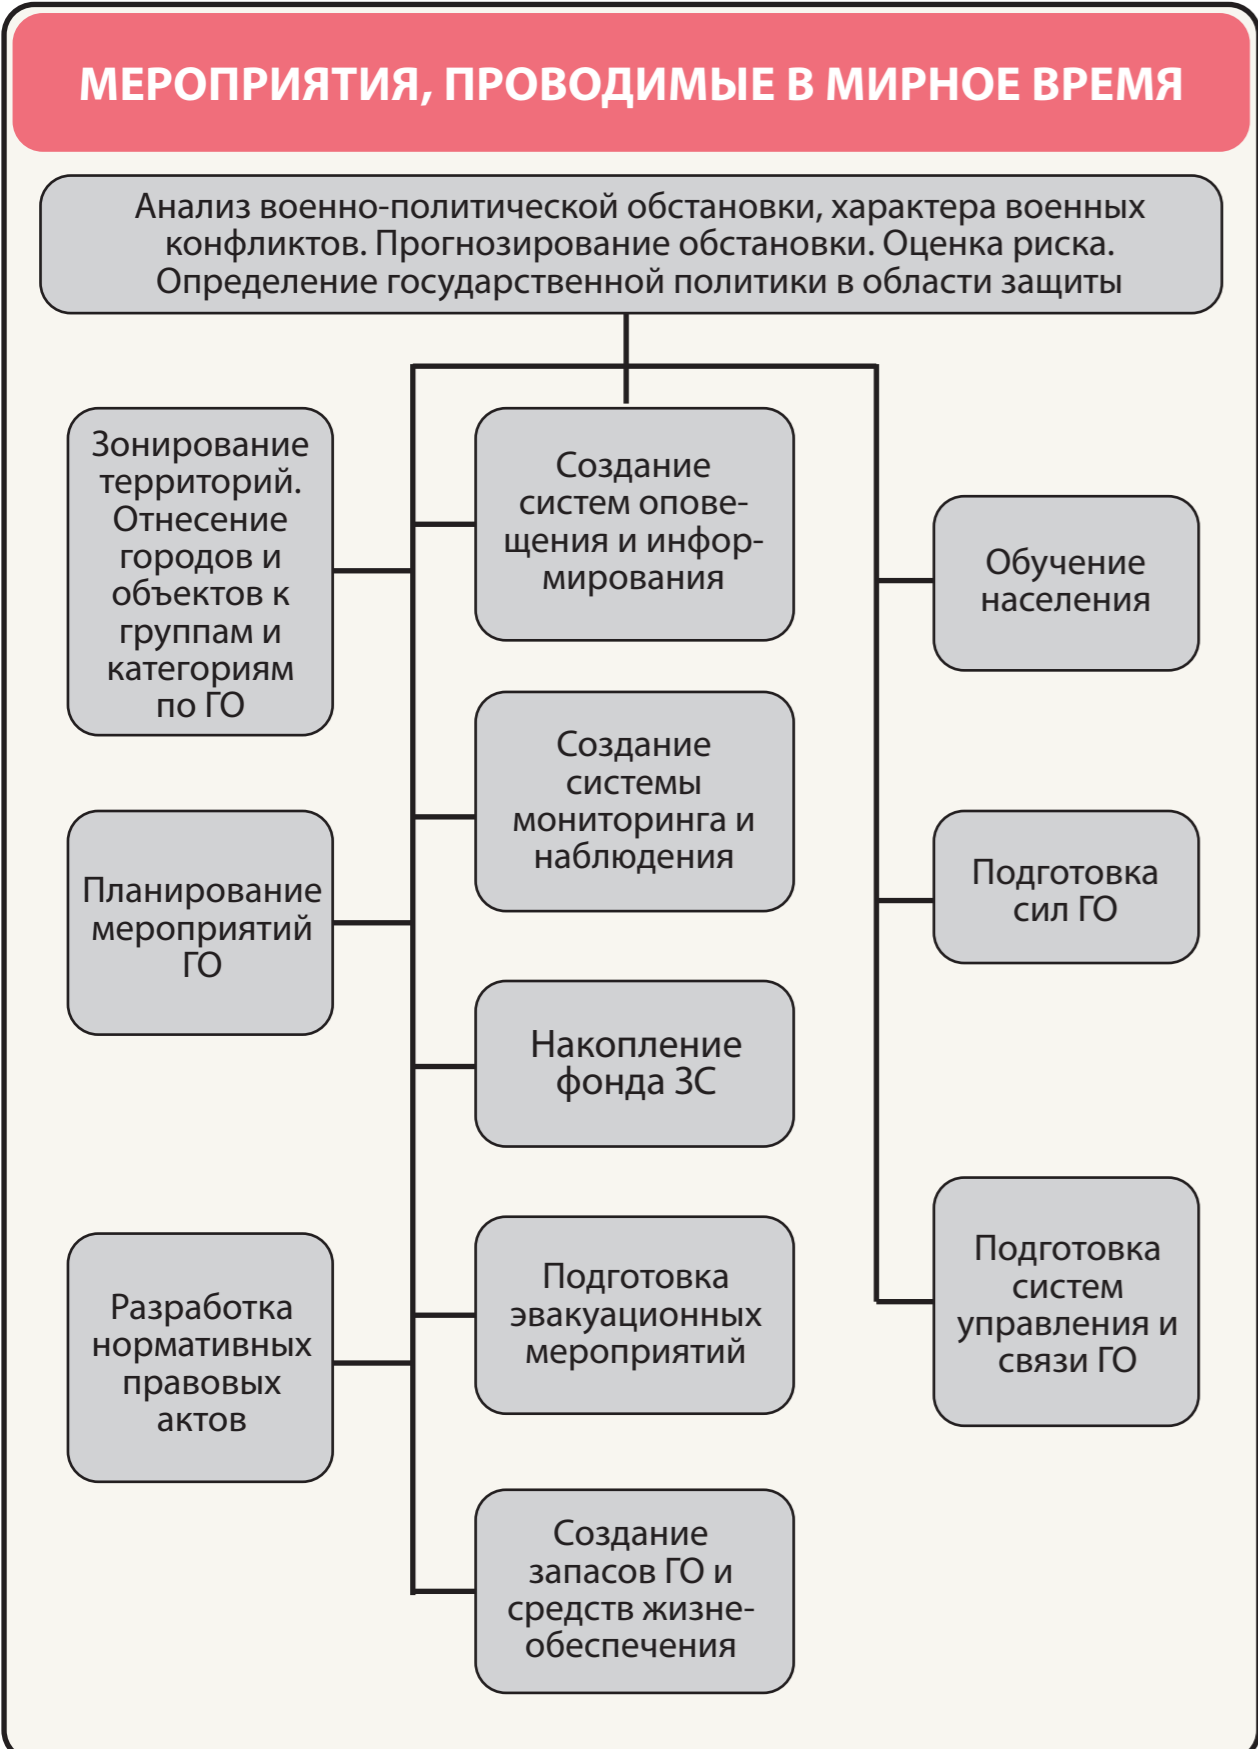 МЕРОПРИЯТИЯ, ПРОВОДИМЫЕ В МИРНОЕ ВРЕМЯ
Анализ военно-политической обстановки, характера военных
конфликтов. Прогнозирование обстановки. Оценка риска.
Определение государственной политики в области защиты
Зонирование
территорий.
Отнесение
городов и
объектов к
группам и
категориям
по ГО
Планирование
мероприятий
ГО
Разработка
нормативных
правовых
актов
Создание
систем опове-
щения и инфор-
мирования
Создание
системы
мониторинга и
наблюдения
Накопление
фонда ЗС
Подготовка
эвакуационных
мероприятий
Создание
запасов ГО и
средств жизне-
обеспечения
Обучение
населения
Подготовка
сил ГО
Подготовка
систем
управления и
связи ГО